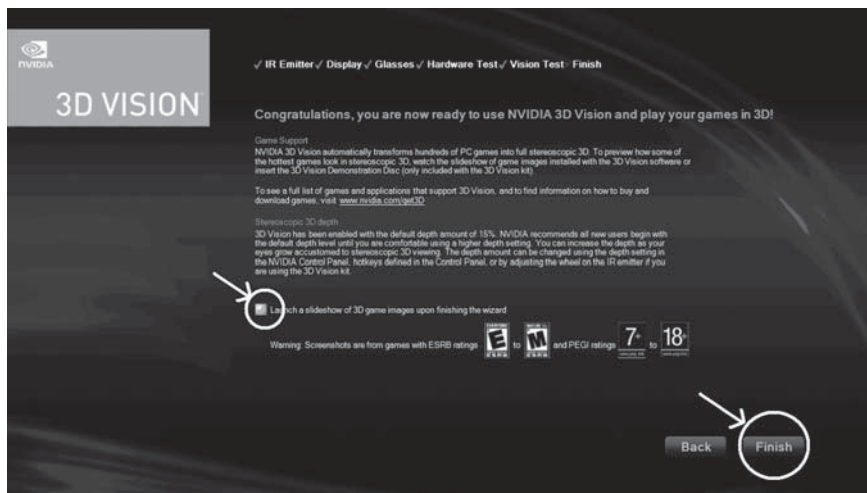 nVIDIA
3D VISION
✓ IR Emitter ✓ Display ✓ Glasses ✓ Hardware Test ✓ Vision Test Finish
Congratulations, you are now ready to use NVIDIA 3D Vision and play your games in 3D!
Game Support
NVIDIA 3D Vision automatically transforms hundreds of PC games into full stereoscopic 3D. To preview how some of
the hottest games look in stereoscopic 3D, watch the slideshow of game images installed with the 3D Vision software or
insert the 3D Vision Demonstration Disc (only included with the 3D Vision kit)
To see a full list of games and applications that support 3D Vision, and to find information on how to buy and
download games, visit www.nvidia.com/get3D
Stereoscopic 3D depth
3D Vision has been enabled with the default depth amount of 15%. NVIDIA recommends all new users begin with
the default depth level until you are comfortable using a higher depth setting. You can increase the depth as your
eyes grow accustomed to stereoscopic 3D viewing. The depth amount can be changed using the depth setting in
the NVIDIA Control Panel, hotkeys defined in the Control Panel, or by adjusting the wheel on the IR emitter if you
are using the 3D Vision kit.
Launch a slideshow of 3D game images upon finishing the wizard
Warning: Screenshots are from games with ESRB ratings E to M and PEGI ratings 7+ to 18+
EVERYONE
ESRB
ESRB
Back
Finish